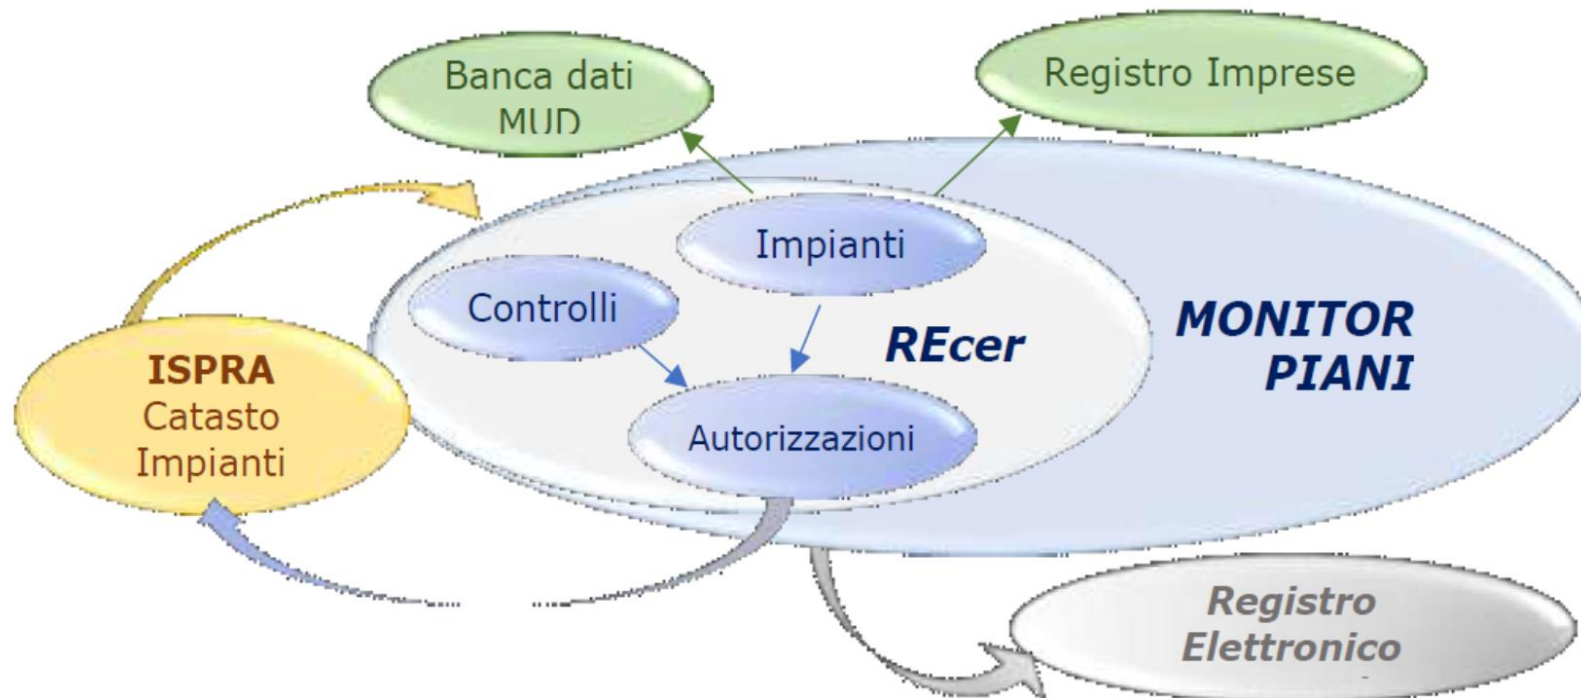 Banca dati
MUD
Registro Imprese
Impianti
Controlli
REcer
MONITOR
PIANI
ISPRA
Catasto
Impianti
Autorizzazioni
Registro
Elettronico